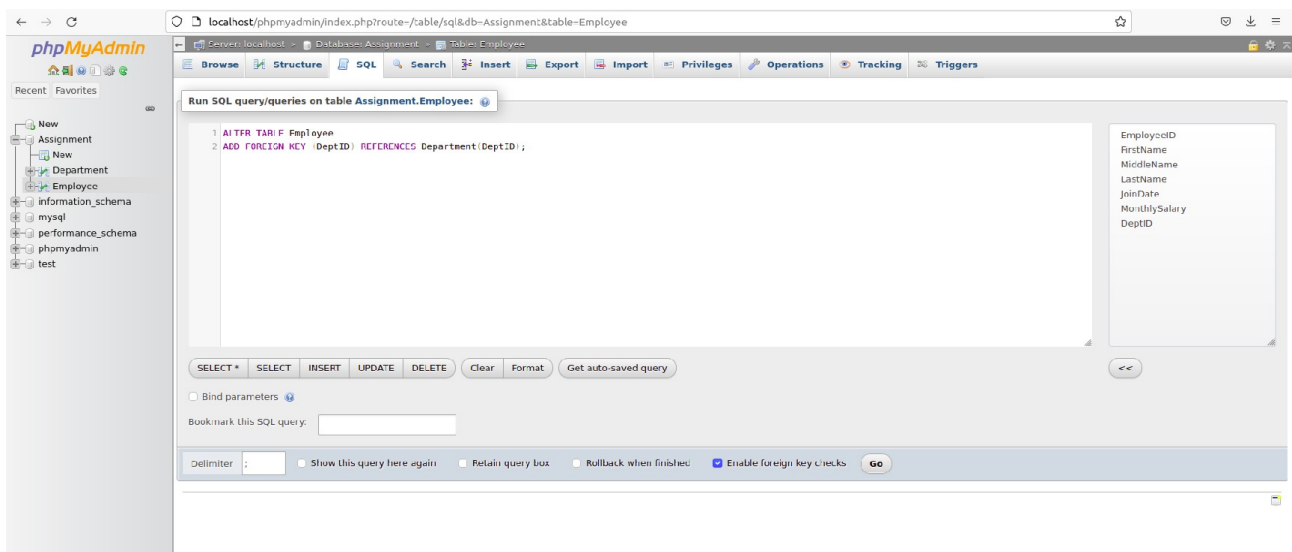 localhost/phpmyadmin/index.php?route=/table/sql&db=Assignment&table=Employee
phpMyAdmin
Recent Favorites
New
Assignment
New
Department
Employee
information_schema
mysql
performance_schema
phpmyadmin
test
Server: localhost » Database: Assignment » Table: Employee
Browse Structure SQL Search Insert Export Import Privileges Operations Tracking Triggers
Run SQL query/queries on table Assignment.Employee:
1 ALTER TABLE Employee
2 ADD FOREIGN KEY (DeptID) REFERENCES Department(DeptID);
EmployeeID
FirstName
MiddleName
LastName
JoinDate
MonthlySalary
DeptID
SELECT * SELECT INSERT UPDATE DELETE Clear Format Get auto-saved query <<
Bind parameters
Bookmark this SQL query:
Delimiter ; Show this query here again Retain query box Rollback when finished Enable foreign key checks Go